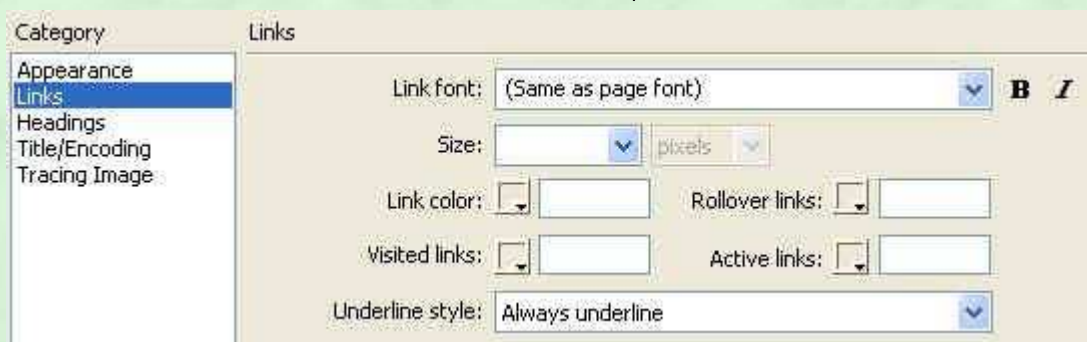 Category
Links
Appearance
Links
Headings
Title/Encoding
Tracing Image
Link font: (Same as page font) B I
Size: pixels
Link color: Rollover links:
Visited links: Active links:
Underline style: Always underline